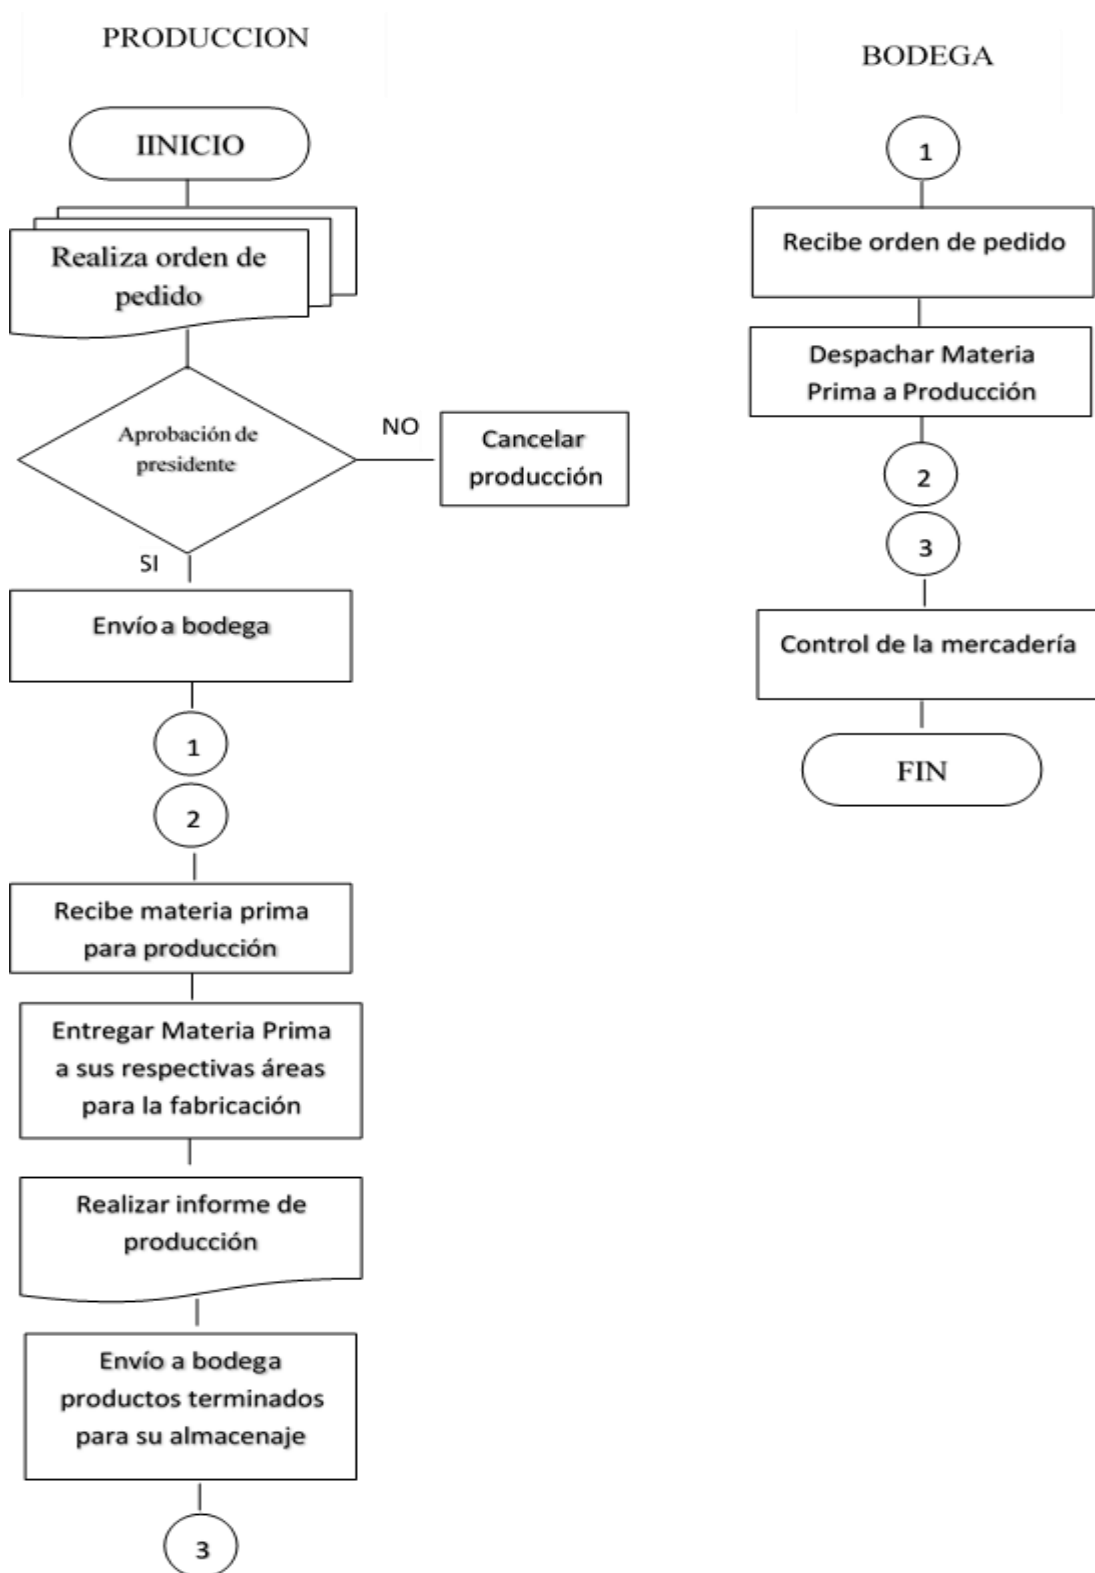 PRODUCCION
IINICIO
Realiza orden de
pedido
Aprobación de
presidente
NO
Cancelar
producción
SI
Envío a bodega
1
2
Recibe materia prima
para producción
Entregar Materia Prima
a sus respectivas áreas
para la fabricación
Realizar informe de
producción
Envío a bodega
productos terminados
para su almacenaje
3
BODEGA
1
Recibe orden de pedido
Despachar Materia
Prima a Producción
2
3
Control de la mercadería
FIN